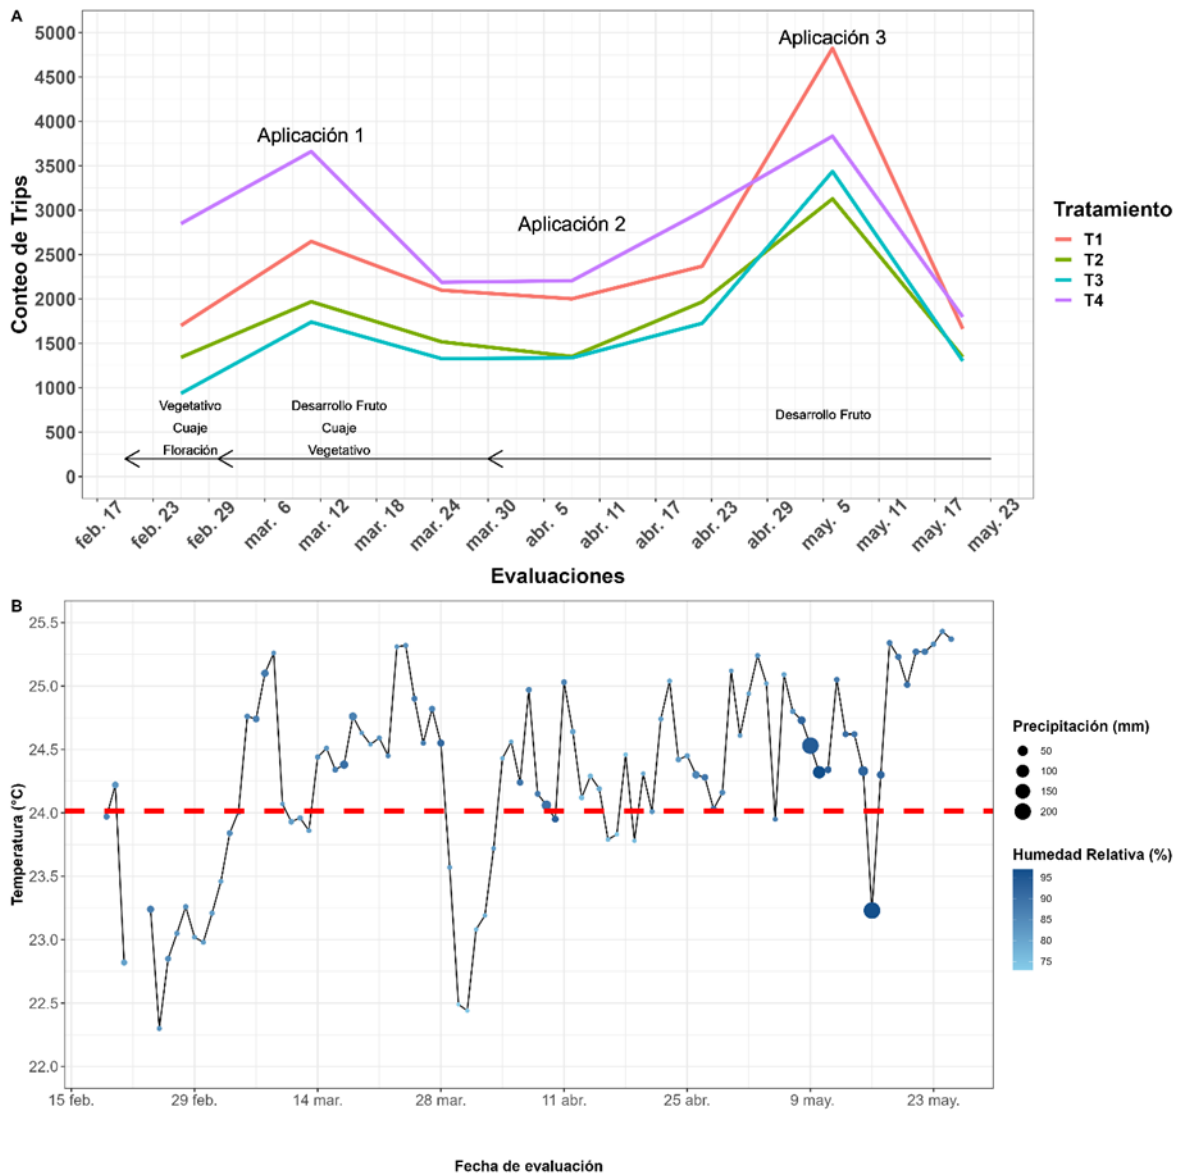 A
5000
4500
4000
3500
3000
2500
2000
1500
1000
500
0
Conteo de Trips
Aplicación 1
Aplicación 2
Aplicación 3
Vegetativo
Cuaje
Floración
Desarrollo Fruto
Cuaje
Vegetativo
Desarrollo Fruto
feb. 17
feb. 23
feb. 29
mar. 6
mar. 12
mar. 18
mar. 24
mar. 30
abr. 5
abr. 11
abr. 17
abr. 23
abr. 29
may. 5
may. 11
may. 17
may. 23
Evaluaciones
Tratamiento
T1
T2
T3
T4
B
25.5
25.0
24.5
24.0
23.5
23.0
22.5
22.0
Temperatura (°C)
15 feb.
29 feb.
14 mar.
28 mar.
11 abr.
25 abr.
9 may.
23 may.
Fecha de evaluación
Precipitación (mm)
50
100
150
200
Humedad Relativa (%)
95
90
85
80
75